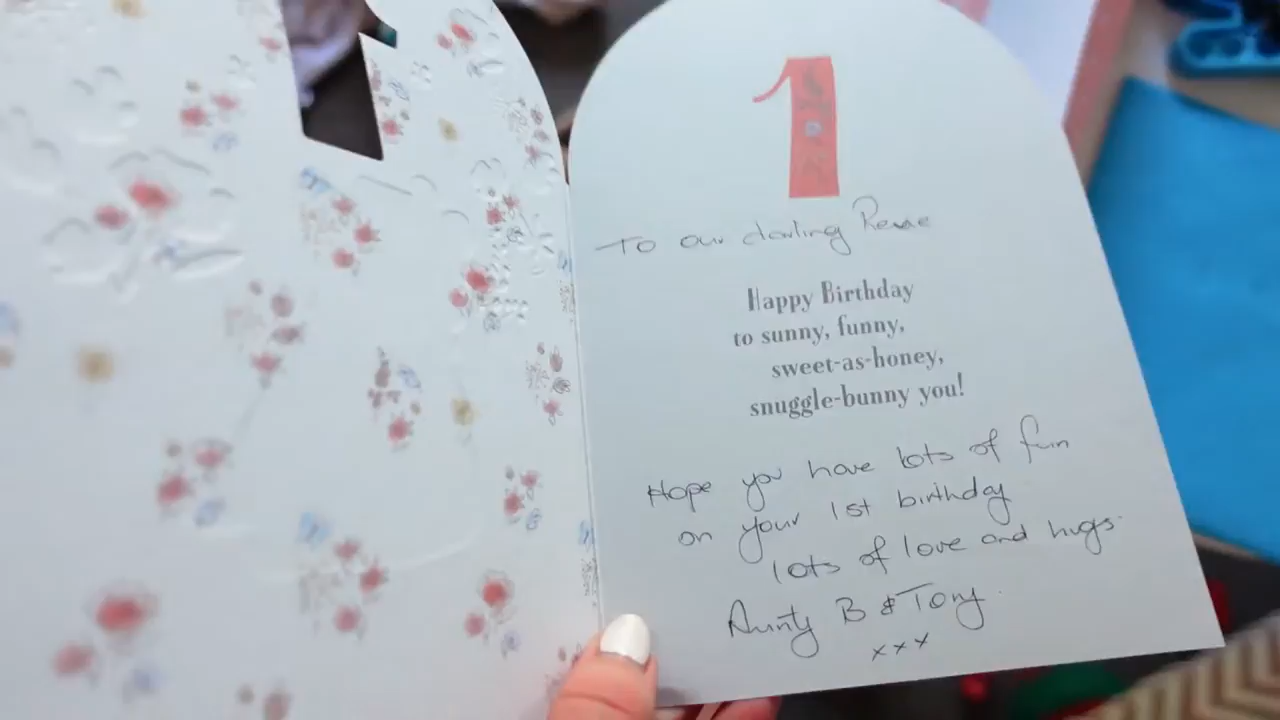 1
To our darling
Happy Birthday
to sunny, funny,
sweet-as-honey,
snuggle-bunny you!
Hope you have lots of fun
on your 1st birthday
lots of love and hugs.
Aunty B & Tony.
xxx